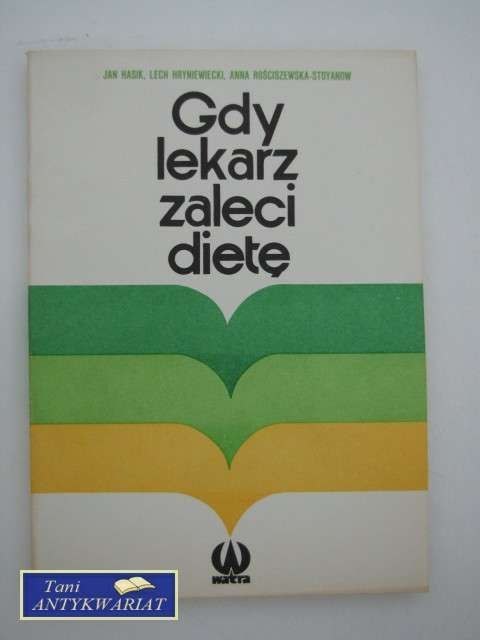 JAN HASIK, LECH HRYNIEWIECKI, ANNA ROŚCISZEWSKA-STOYANOW
Gdy
lekarz
zaleci
dietę
watra
Tani
ANTYKWARIAT